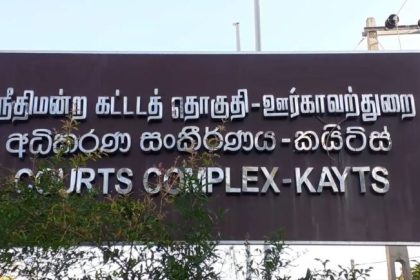 நீதிமன்ற கட்டடத் தொகுதி-ஊர்காவற்துறை
අධිකරණ සංකීර්ණය-කයිට්ස්
COURTS COMPLEX-KAYTS